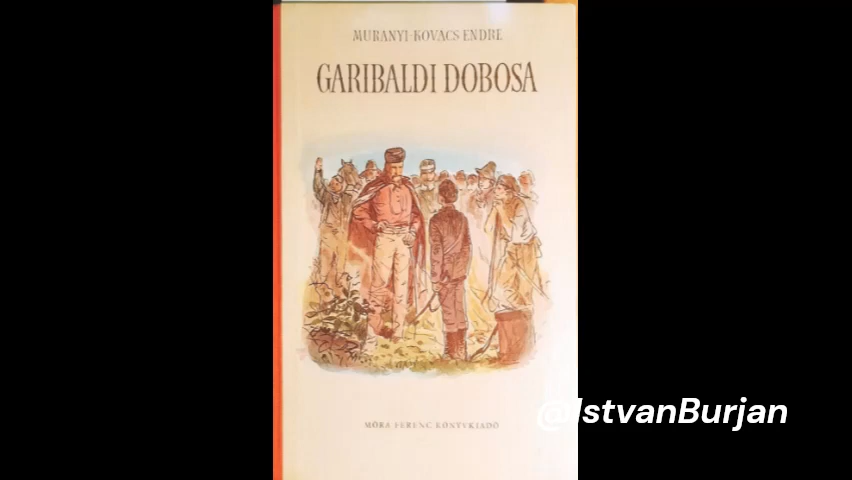 MURÁNYI-KOVÁCS ENDRE
GARIBALDI DOBOSA
MÓRA FERENC KÖNYVKIADÓ
@IstvanBurjan